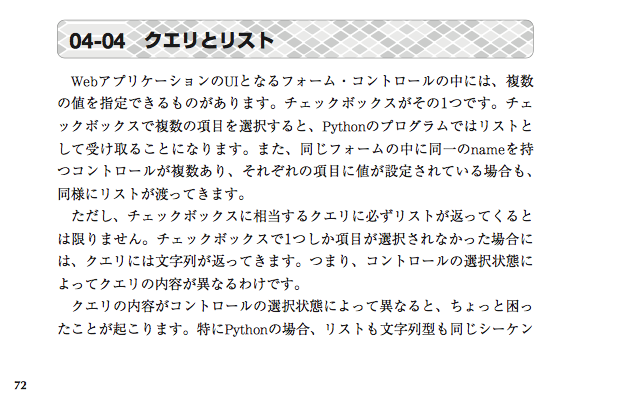 04-04 クエリとリスト
WebアプリケーションのUIとなるフォーム・コントロールの中には、複数
の値を指定できるものがあります。チェックボックスがその1つです。チェ
ックボックスで複数の項目を選択すると、Pythonのプログラムではリストと
して受け取ることになります。また、同じフォームの中に同一のnameを持
つコントロールが複数あり、それぞれの項目に値が設定されている場合も、
同様にリストが渡ってきます。
ただし、チェックボックスに相当するクエリに必ずリストが返ってくると
は限りません。チェックボックスで1つしか項目が選択されなかった場合に
は、クエリには文字列が返ってきます。つまり、コントロールの選択状態に
よってクエリの内容が異なるわけです。
クエリの内容がコントロールの選択状態によって異なると、ちょっと困っ
たことが起こります。特にPythonの場合、リストも文字列型も同じシーケン
72